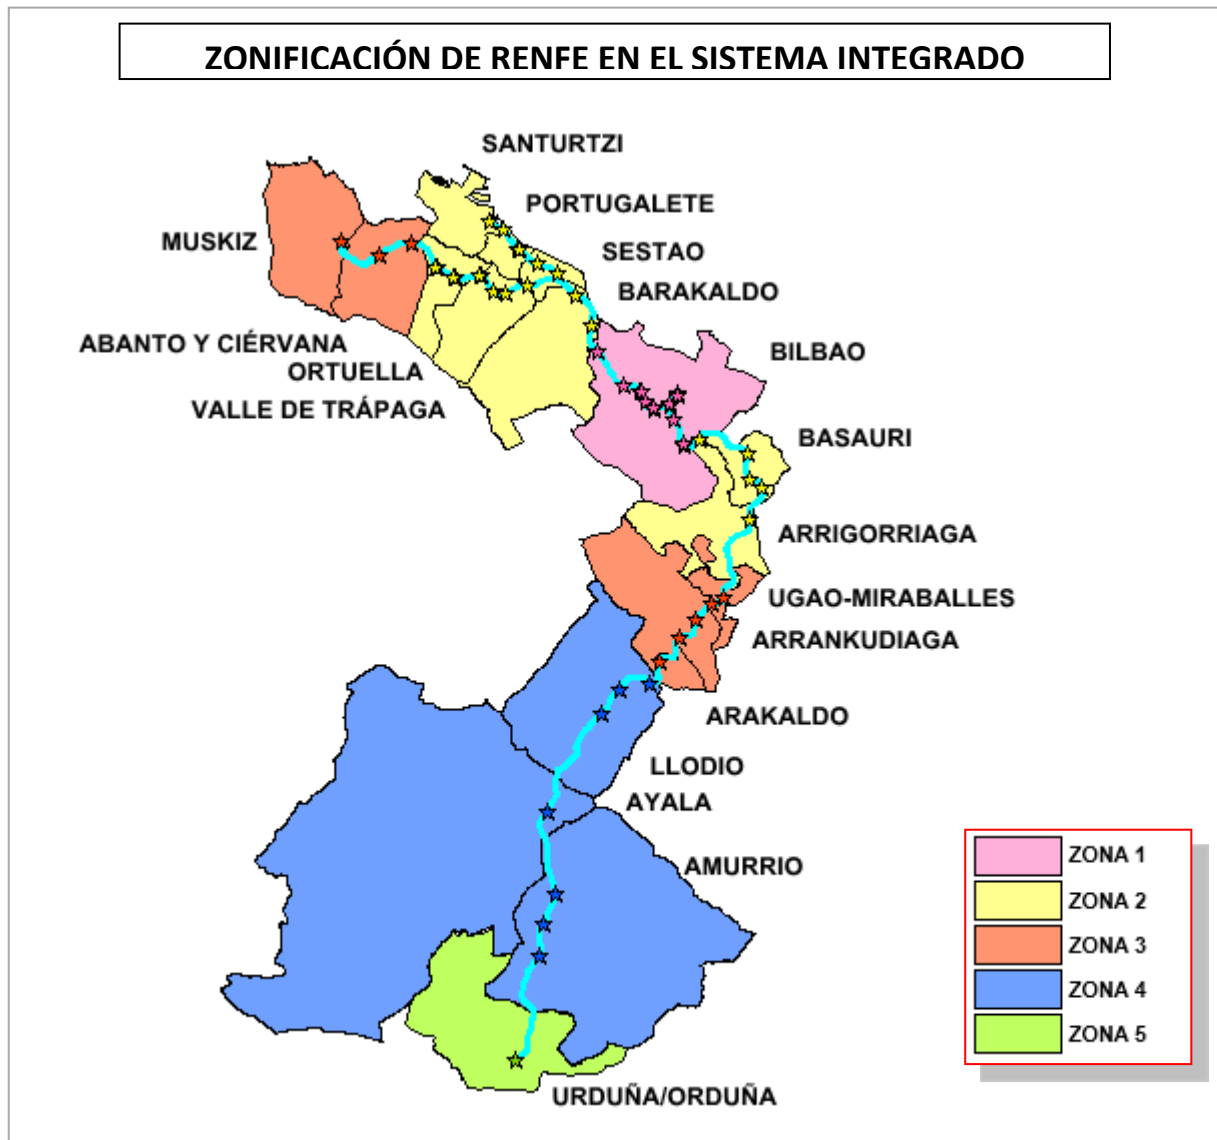 ZONIFICACIÓN DE RENFE EN EL SISTEMA INTEGRADO
SANTURTZI
PORTUGALETE
MUSKIZ
SESTAO
BARAKALDO
ABANTO Y CIÉRVANA
BILBAO
ORTUELLA
VALLE DE TRÁPAGA
BASAURI
ARRIGORRIAGA
UGAO-MIRABALLES
ARRANKUDIAGA
ARAKALDO
LLODIO
AYALA
AMURRIO
URDUÑA/ORDUÑA
ZONA 1
ZONA 2
ZONA 3
ZONA 4
ZONA 5